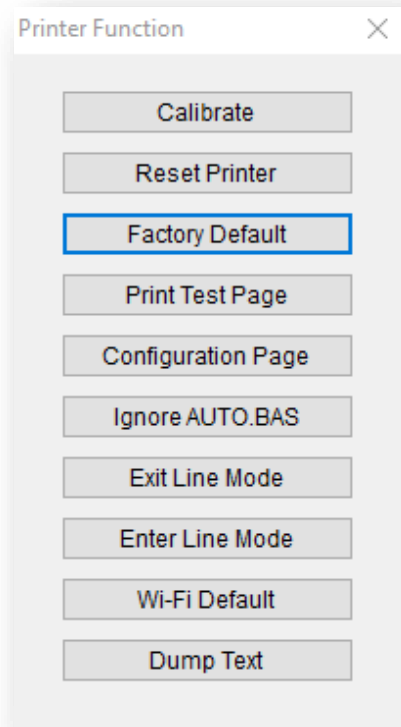 Printer Function
Calibrate
Reset Printer
Factory Default
Print Test Page
Configuration Page
Ignore AUTO.BAS
Exit Line Mode
Enter Line Mode
Wi-Fi Default
Dump Text